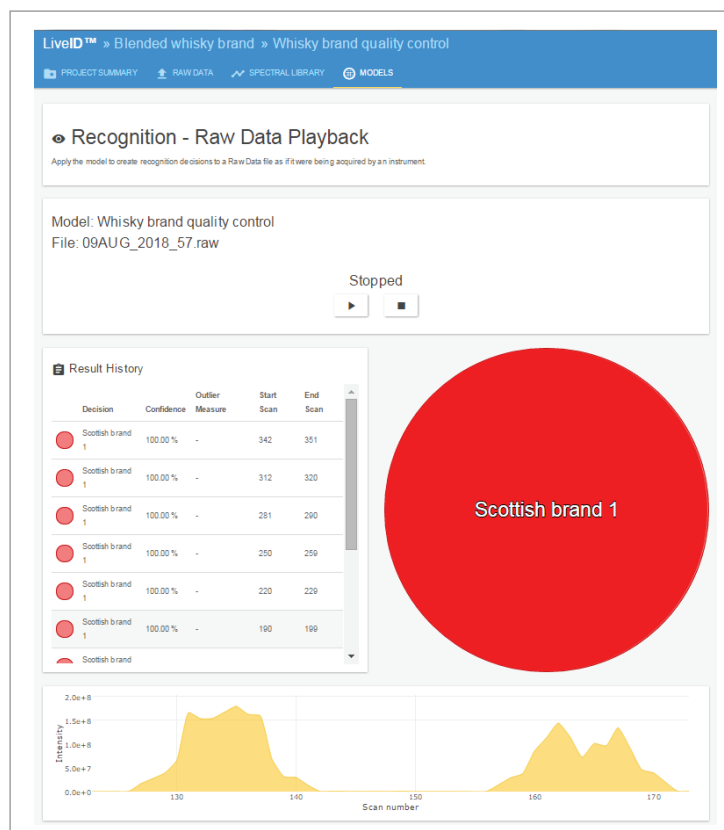 LiveID™ » Blended whisky brand » Whisky brand quality control
PROJECT SUMMARY RAW DATA SPECTRAL LIBRARY MODELS
Recognition - Raw Data Playback
Apply the model to create recognition decisions to a Raw Data file as if it were being acquired by an instrument.
Model: Whisky brand quality control
File: 09AUG_2018_57.raw
Stopped
Result History
Decision Confidence Outlier Measure Start Scan End Scan
Scottish brand 1 100.00 % - 342 351
Scottish brand 1 100.00 % - 312 320
Scottish brand 1 100.00 % - 281 290
Scottish brand 1 100.00 % - 250 259
Scottish brand 1 100.00 % - 220 229
Scottish brand 1 100.00 % - 190 199
Scottish brand
Scottish brand 1
Intensity
2.0e+8
1.5e+8
1.0e+8
5.0e+7
0.0e+0
130 140 150 160 170
Scan number